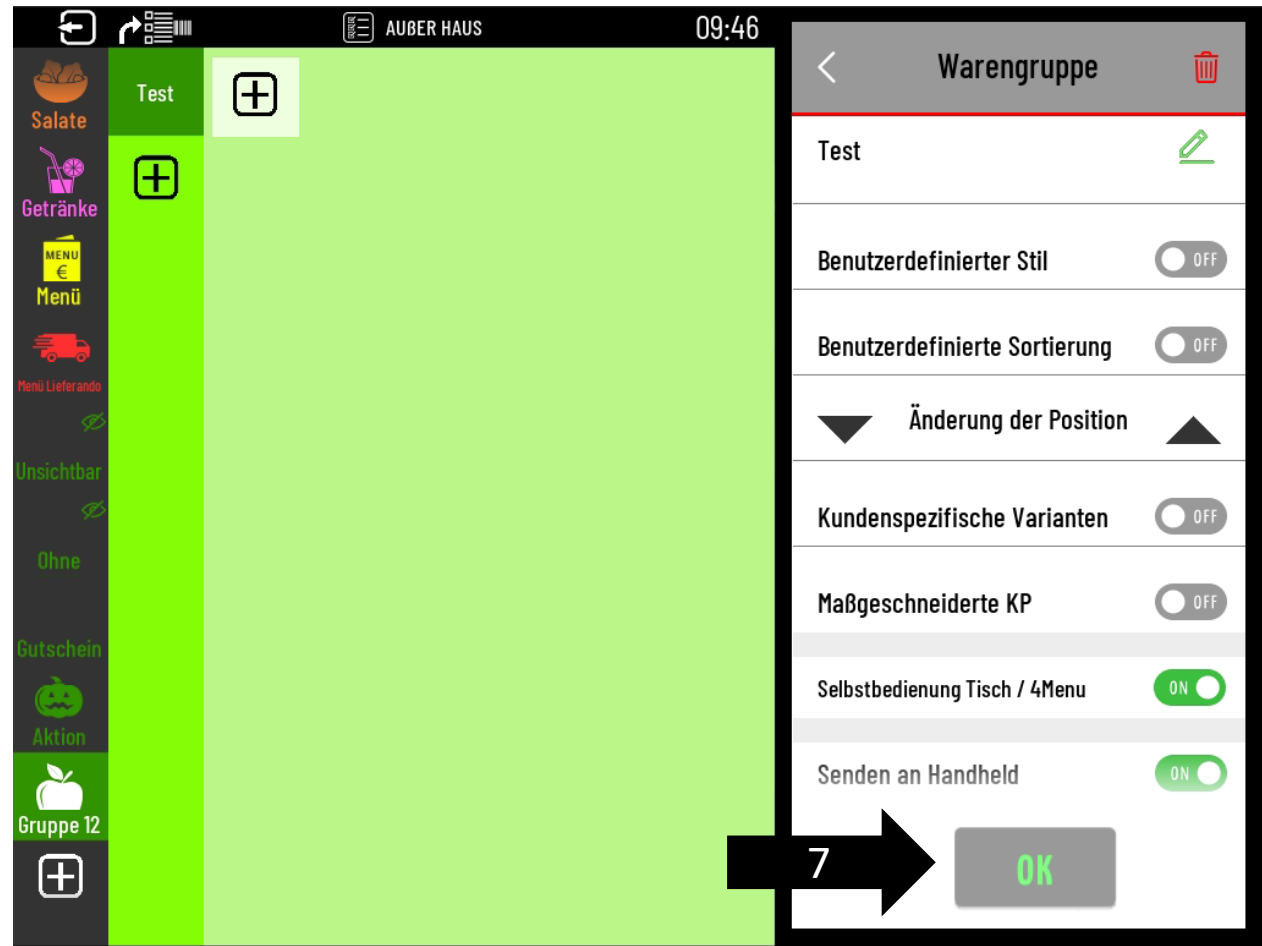 AUßER HAUS
09:46
Salate
Getränke
MENU
€
Menü
Menü Lieferando
Unsichtbar
Ohne
Gutschein
Aktion
Gruppe 12
Test
Warengruppe
Test
Benutzerdefinierter Stil OFF
Benutzerdefinierte Sortierung OFF
Änderung der Position
Kundenspezifische Varianten OFF
Maßgeschneiderte KP OFF
Selbstbedienung Tisch / 4Menu ON
Senden an Handheld ON
7
OK